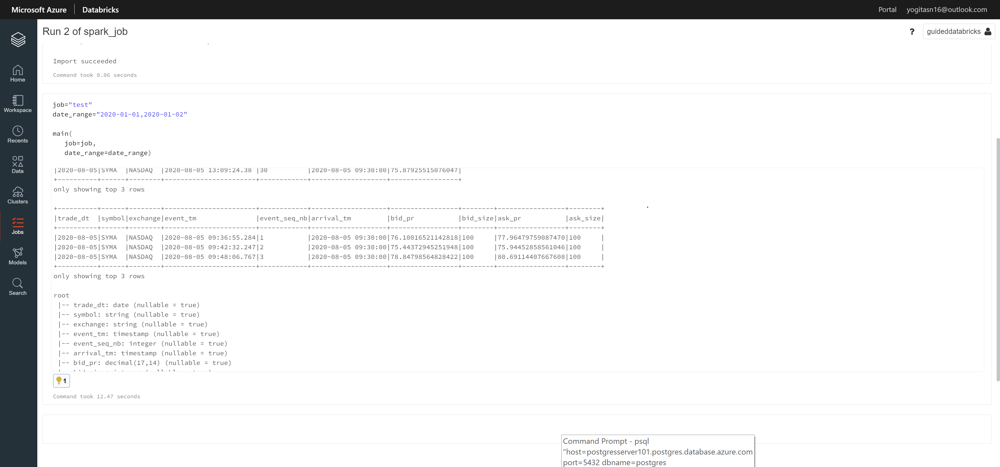 Microsoft Azure | Databricks
Portal yogitasn16@outlook.com
Run 2 of spark_job
? guideddatabricks
Home
Workspace
Recents
Data
Clusters
Jobs
Models
Search
Import succeeded
Command took 0.06 seconds
job="test"
date_range="2020-01-01,2020-01-02"
main(
   job=job,
   date_range=date_range)
|2020-08-05|SYMA  |NASDAQ  |2020-08-05 13:09:24.38 |30          |2020-08-05 09:30:00|75.87925515076047|
+----------+------+--------+-----------------------+------------+-------------------+-----------------+
only showing top 3 rows
+----------+------+--------+-----------------------+------------+-------------------+-----------------+--------+-----------------+--------+
|trade_dt  |symbol|exchange|event_tm               |event_seq_nb|arrival_tm         |bid_pr           |bid_size|ask_pr           |ask_size|
+----------+------+--------+-----------------------+------------+-------------------+-----------------+--------+-----------------+--------+
|2020-08-05|SYMA  |NASDAQ  |2020-08-05 09:36:55.284|1           |2020-08-05 09:30:00|76.10016521142818|100     |77.96479759087470|100     |
|2020-08-05|SYMA  |NASDAQ  |2020-08-05 09:42:32.247|2           |2020-08-05 09:30:00|75.44372945251948|100     |75.94452858561046|100     |
|2020-08-05|SYMA  |NASDAQ  |2020-08-05 09:48:06.767|3           |2020-08-05 09:30:00|78.84798564828422|100     |80.69114407667608|100     |
+----------+------+--------+-----------------------+------------+-------------------+-----------------+--------+-----------------+--------+
only showing top 3 rows
root
 |-- trade_dt: date (nullable = true)
 |-- symbol: string (nullable = true)
 |-- exchange: string (nullable = true)
 |-- event_tm: timestamp (nullable = true)
 |-- event_seq_nb: integer (nullable = true)
 |-- arrival_tm: timestamp (nullable = true)
 |-- bid_pr: decimal(17,14) (nullable = true)
1
Command took 12.47 seconds
Command Prompt - psql
"host=postgresserver101.postgres.database.azure.com
port=5432 dbname=postgres